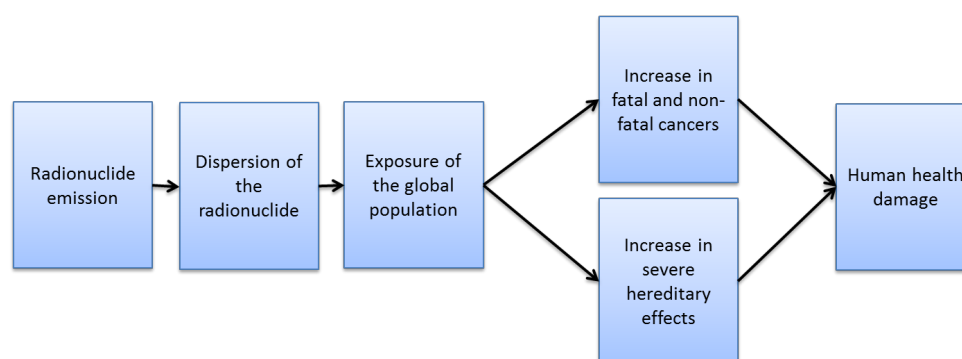 Radionuclide
emission
Dispersion of
the
radionuclide
Exposure of
the global
population
Increase in
fatal and non-
fatal cancers
Increase in
severe
hereditary
effects
Human health
damage